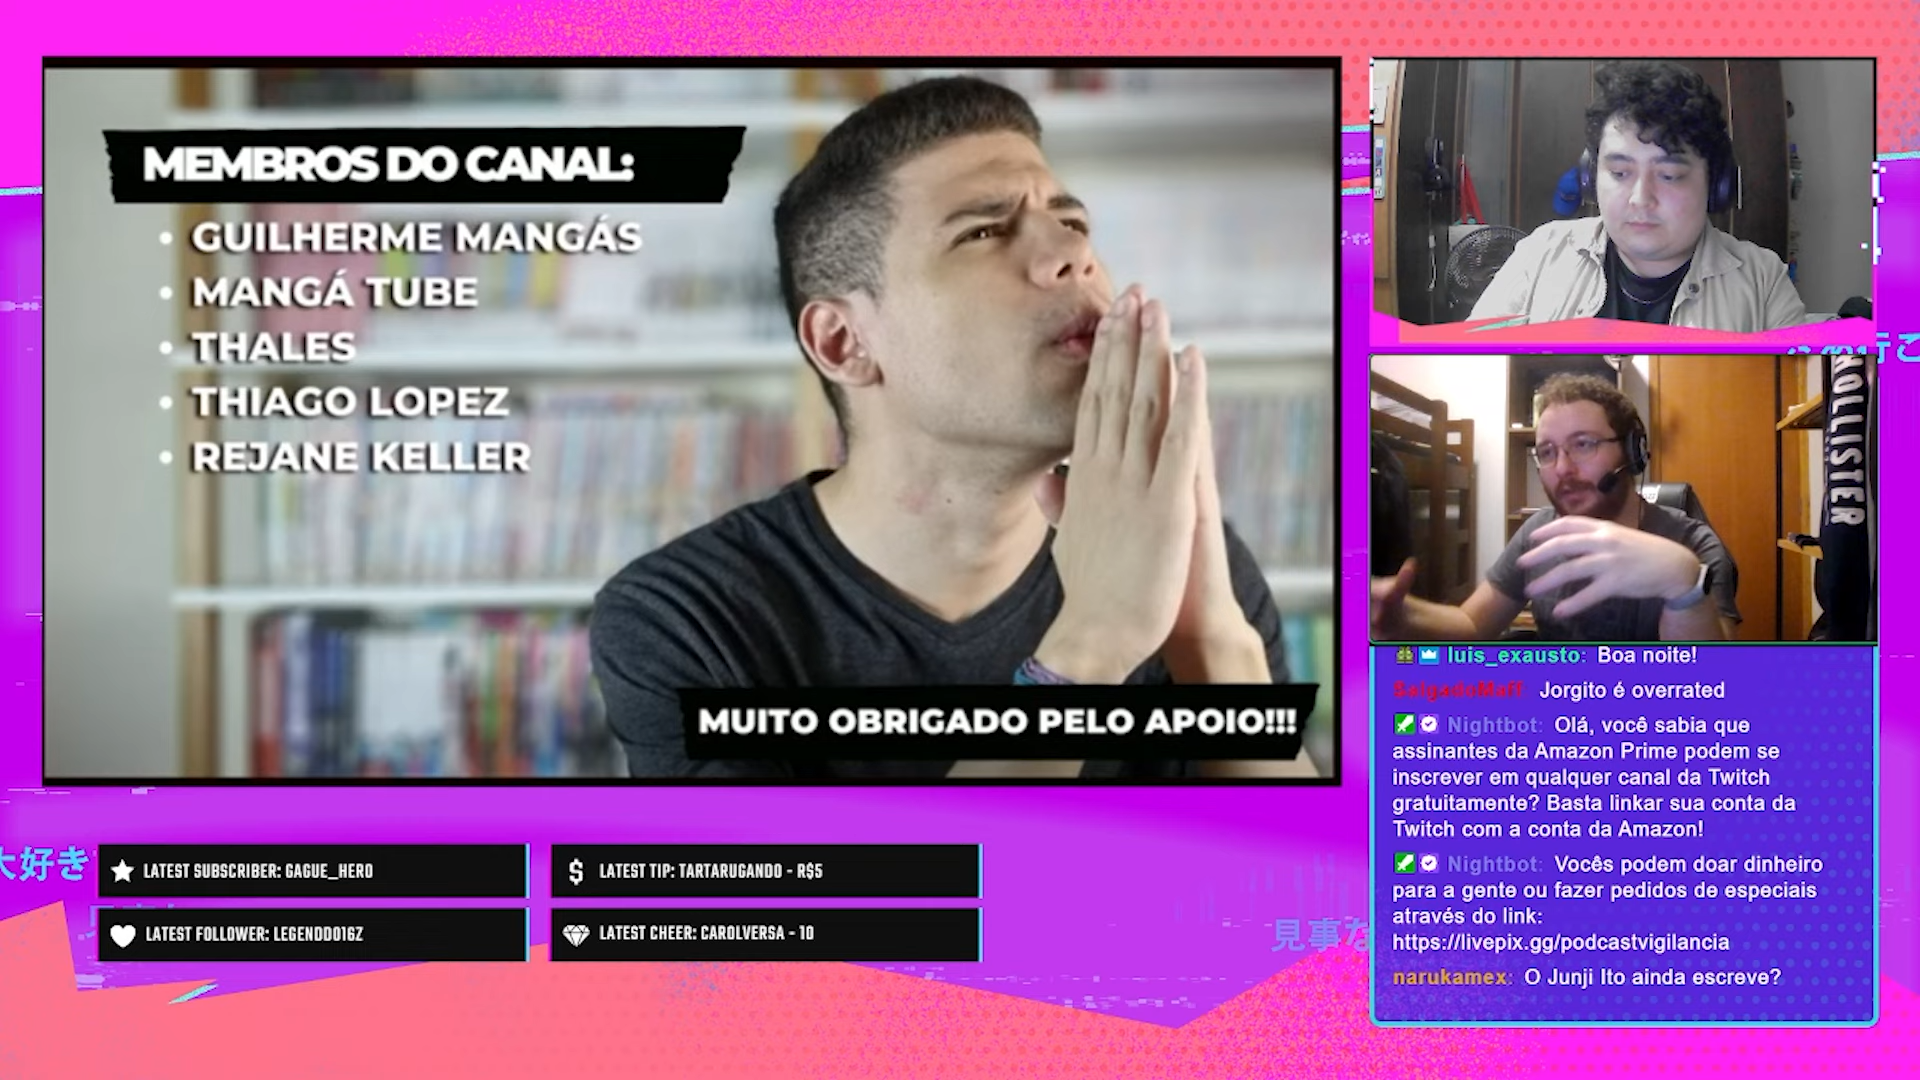 MEMBROS DO CANAL:
• GUILHERME MANGÁS
• MANGÁ TUBE
• THALES
• THIAGO LOPEZ
• REJANE KELLER
MUITO OBRIGADO PELO APOIO!!!
HOLLISTER
luis_exausto: Boa noite!
SalgadoMaff Jorgito é overrated
Nightbot: Olá, você sabia que
assinantes da Amazon Prime podem se
inscrever em qualquer canal da Twitch
gratuitamente? Basta linkar sua conta da
Twitch com a conta da Amazon!
Nightbot: Vocês podem doar dinheiro
para a gente ou fazer pedidos de especiais
através do link:
https://livepix.gg/podcastvigilancia
narukamex: O Junji Ito ainda escreve?
大好き
LATEST SUBSCRIBER: GAGUE_HERO
LATEST TIP: TARTARUGANDO - R$5
LATEST FOLLOWER: LEGENDD016Z
LATEST CHEER: CAROLVERSA - 10
見事な